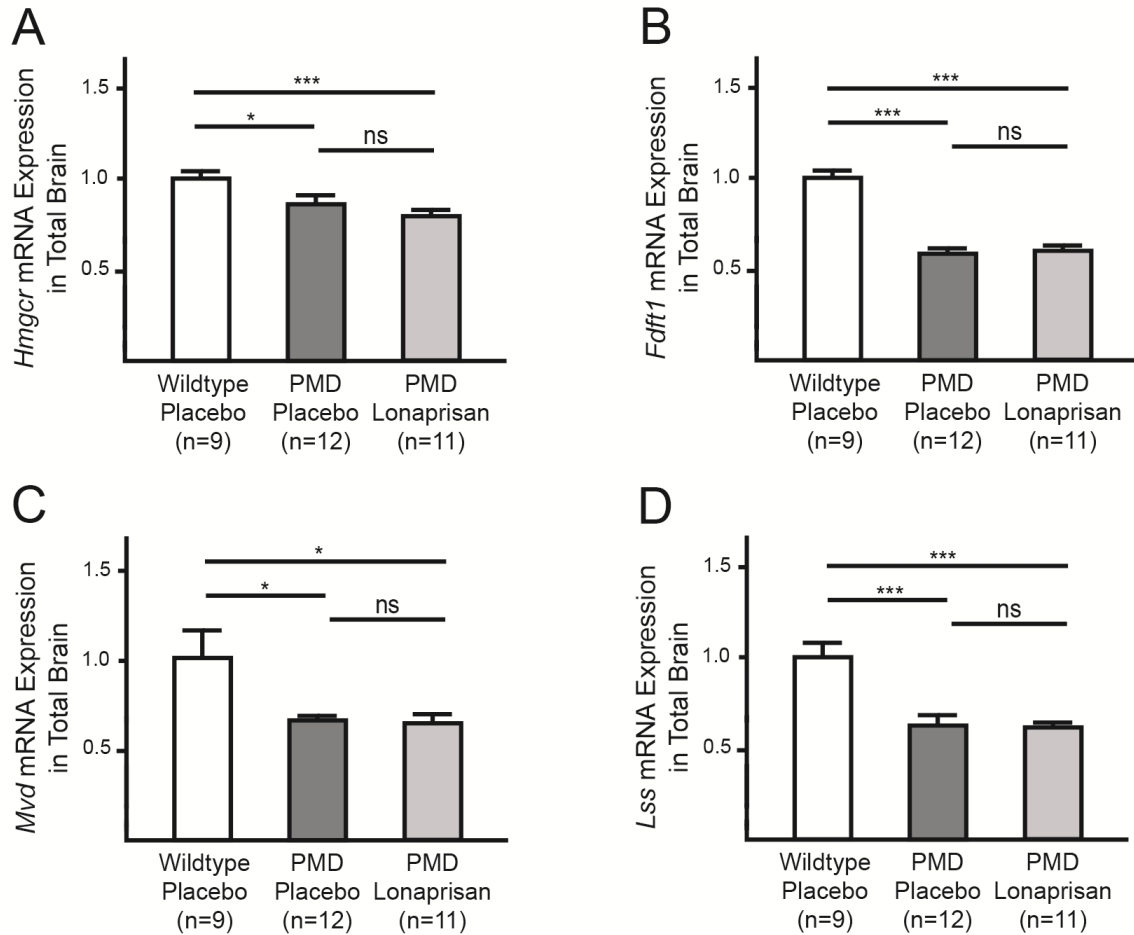 A
Hmgcr mRNA Expression
in Total Brain
1.5
1.0
0.5
***
*
ns
Wildtype
Placebo
(n=9)
PMD
Placebo
(n=12)
PMD
Lonaprisan
(n=11)
B
Fdft1 mRNA Expression
in Total Brain
1.5
1.0
0.5
***
***
ns
Wildtype
Placebo
(n=9)
PMD
Placebo
(n=12)
PMD
Lonaprisan
(n=11)
C
Mvd mRNA Expression
in Total Brain
1.5
1.0
0.5
*
*
ns
Wildtype
Placebo
(n=9)
PMD
Placebo
(n=12)
PMD
Lonaprisan
(n=11)
D
Lss mRNA Expression
in Total Brain
1.5
1.0
0.5
***
***
ns
Wildtype
Placebo
(n=9)
PMD
Placebo
(n=12)
PMD
Lonaprisan
(n=11)